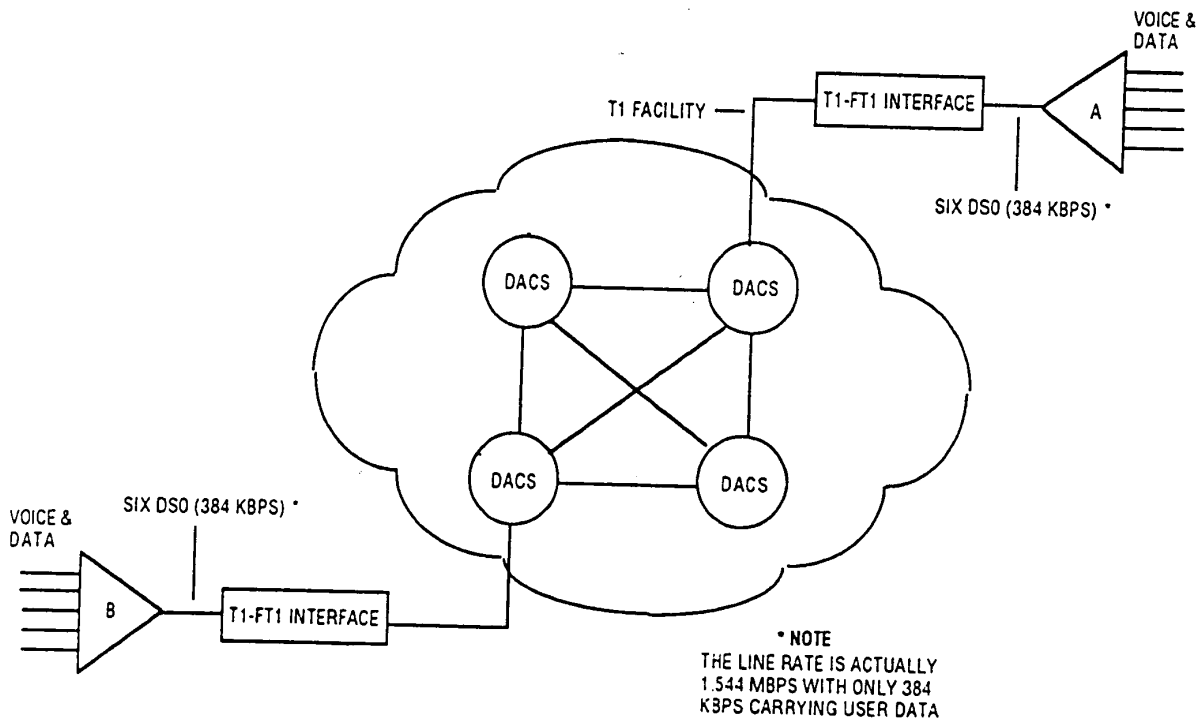 VOICE &
DATA
T1 FACILITY
T1-FT1 INTERFACE
A
SIX DS0 (384 KBPS) *
DACS
DACS
DACS
DACS
SIX DS0 (384 KBPS) *
VOICE &
DATA
B
T1-FT1 INTERFACE
* NOTE
THE LINE RATE IS ACTUALLY
1.544 MBPS WITH ONLY 384
KBPS CARRYING USER DATA